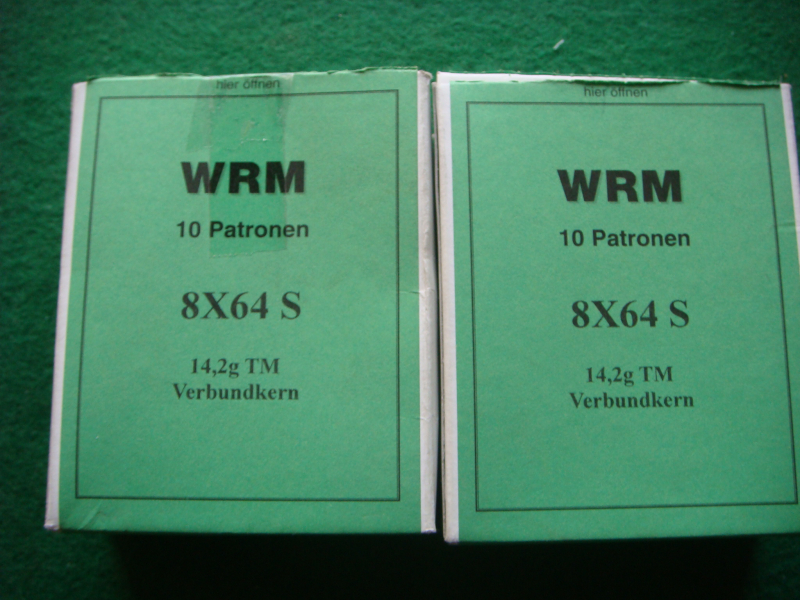 hier öffnen
WRM
10 Patronen
8X64 S
14,2g TM
Verbundkern
hier öffnen
WRM
10 Patronen
8X64 S
14,2g TM
Verbundkern